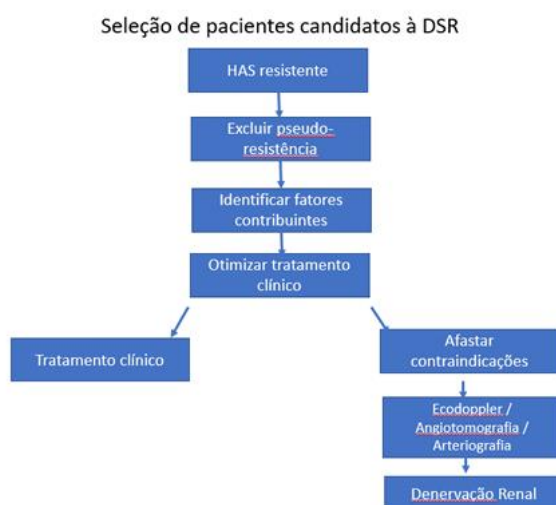 Seleção de pacientes candidatos à DSR
HAS resistente
Excluir pseudo-
resistência
Identificar fatores
contribuintes
Otimizar tratamento
clínico
Tratamento clínico
Afastar
contraindicações
Ecodoppler /
Angiotomografia /
Arteriografia
Denervação Renal